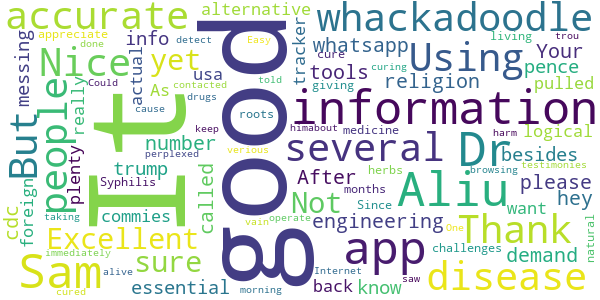 accurate
alternative
whackadoodle
appreciate
done
detect
Easy
living
trou
Nice
yet
info
usa
whatsapp
cure
Using
Your
messing
actual
As
tracker
tools
curing
religion
pence
Could
contacted
told
giving
pulled
But
people
really
drugs
good
It
information
cause
roots
number
keep
himabout
medicine
harm
logical
plenty
Syphilis
perplexed
several
Dr
besides
trump
After
verious
herbs
browsing
testimonies
please
cdc
foreign
taking
commies
called
Not
months
Aliu
hey
Since
want
engineering
operate
One
Thank
natural
Excellent
vain
app
know
challenges
demand
Sam
immediately
alive
sure
Internet
back
saw
disease
cured
essential
morning